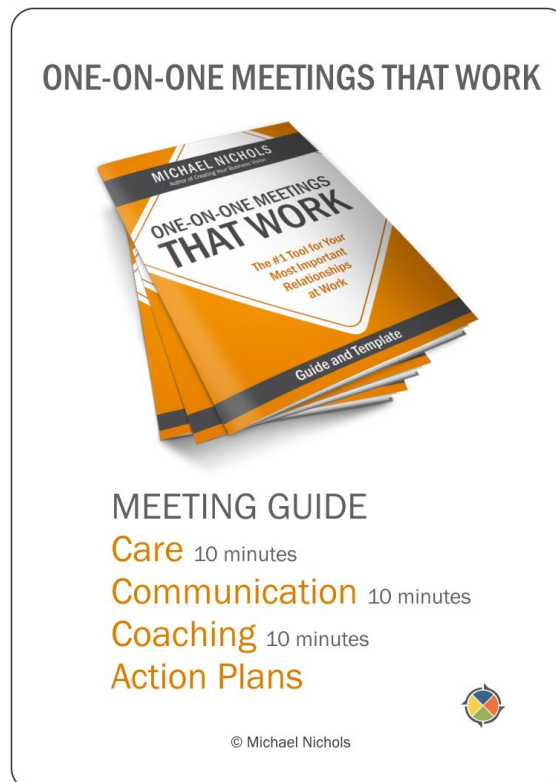 ONE-ON-ONE MEETINGS THAT WORK
MICHAEL NICHOLS
Author of Creating Your Business Vision
ONE-ON-ONE MEETINGS
THAT WORK
The #1 Tool for Your
Most Important
Relationships
at Work
Guide and Template
MEETING GUIDE
Care 10 minutes
Communication 10 minutes
Coaching 10 minutes
Action Plans
© Michael Nichols